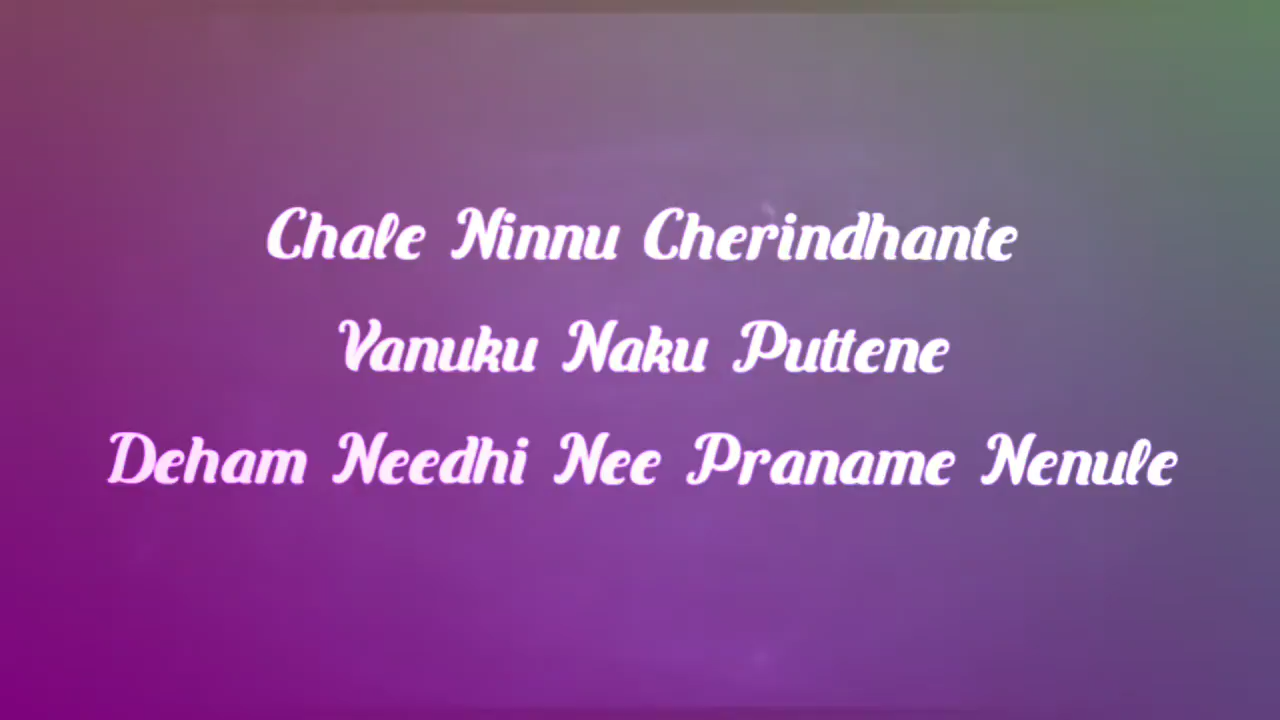 Chale Ninnu Cherindhante
Vanuku Naku Puttene
Deham Needhi Nee Praname Nenule